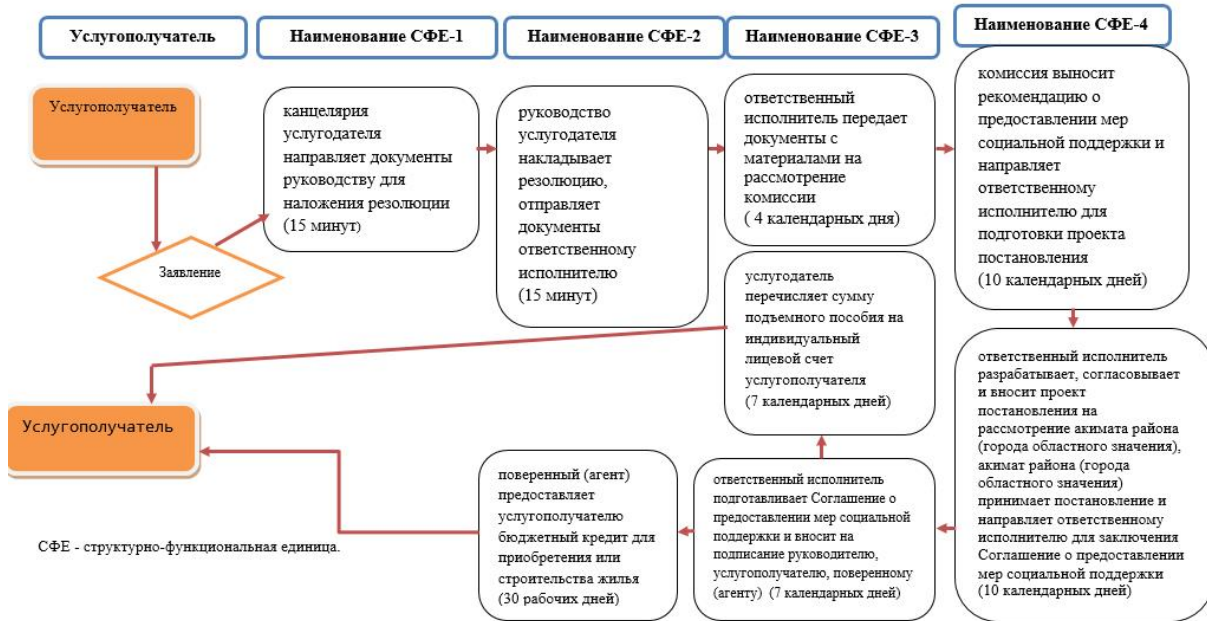 Услугополучатель
Наименование СФЕ-1
Наименование СФЕ-2
Наименование СФЕ-3
Наименование СФЕ-4
Услугополучатель
Заявление
канцелярия
услугодателя
направляет документы
руководству для
наложения резолюции
(15 минут)
руководство
услугодателя
накладывает
резолюцию,
отправляет
документы
ответственному
исполнителю
(15 минут)
ответственный
исполнитель передает
документы с
материалами на
рассмотрение
комиссии
( 4 календарных дня)
комиссия выносит
рекомендацию о
предоставлении мер
социальной поддержки и
направляет
ответственному
исполнителю для
подготовки проекта
постановления
(10 календарных дней)
ответственный исполнитель
разрабатывает, согласовывает
и вносит проект
постановления на
рассмотрение акимата района
(города областного значения),
акимат района (города
областного значения)
принимает постановление и
направляет ответственному
исполнителю для заключения
Соглашение о предоставлении
мер социальной поддержки
(10 календарных дней)
ответственный исполнитель
подготавливает Соглашение о
предоставлении мер социальной
поддержки и вносит на
подписание руководителю,
услугополучателю, поверенному
(агенту) (7 календарных дней)
услугодатель
перечисляет сумму
подъемного пособия на
индивидуальный
лицевой счет
услугополучателя
(7 календарных дней)
поверенный (агент)
предоставляет
услугополучателю
бюджетный кредит для
приобретения или
строительства жилья
(30 рабочих дней)
Услугополучатель
СФЕ - структурно-функциональная единица.